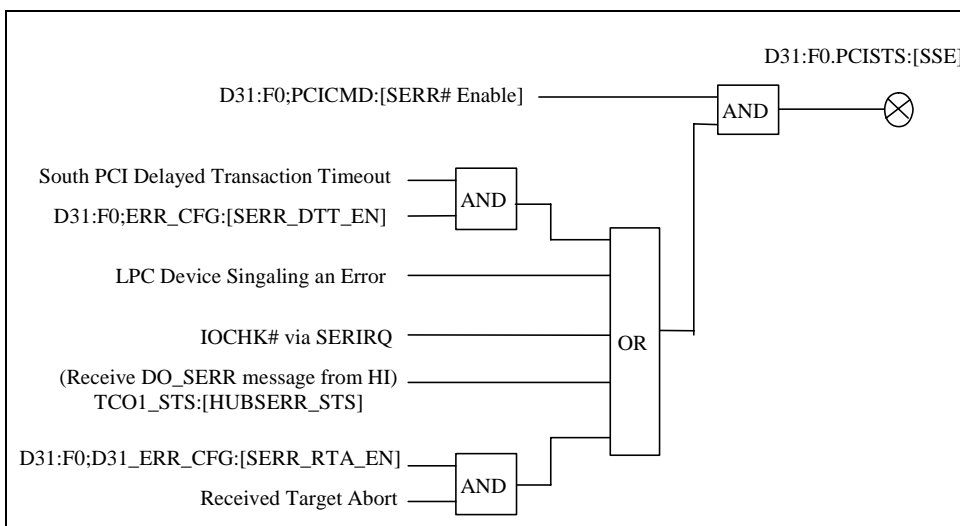 D31:F0.PCISTS:[SSE]
D31:F0;PCICMD:[SERR# Enable]
AND
South PCI Delayed Transaction Timeout
AND
D31:F0;ERR_CFG:[SERR_DTT_EN]
LPC Device Singaling an Error
IOCHK# via SERIRQ
OR
(Receive DO_SERR message from HI)
TCO1_STS:[HUBSERR_STS]
D31:F0;D31_ERR_CFG:[SERR_RTA_EN]
AND
Received Target Abort